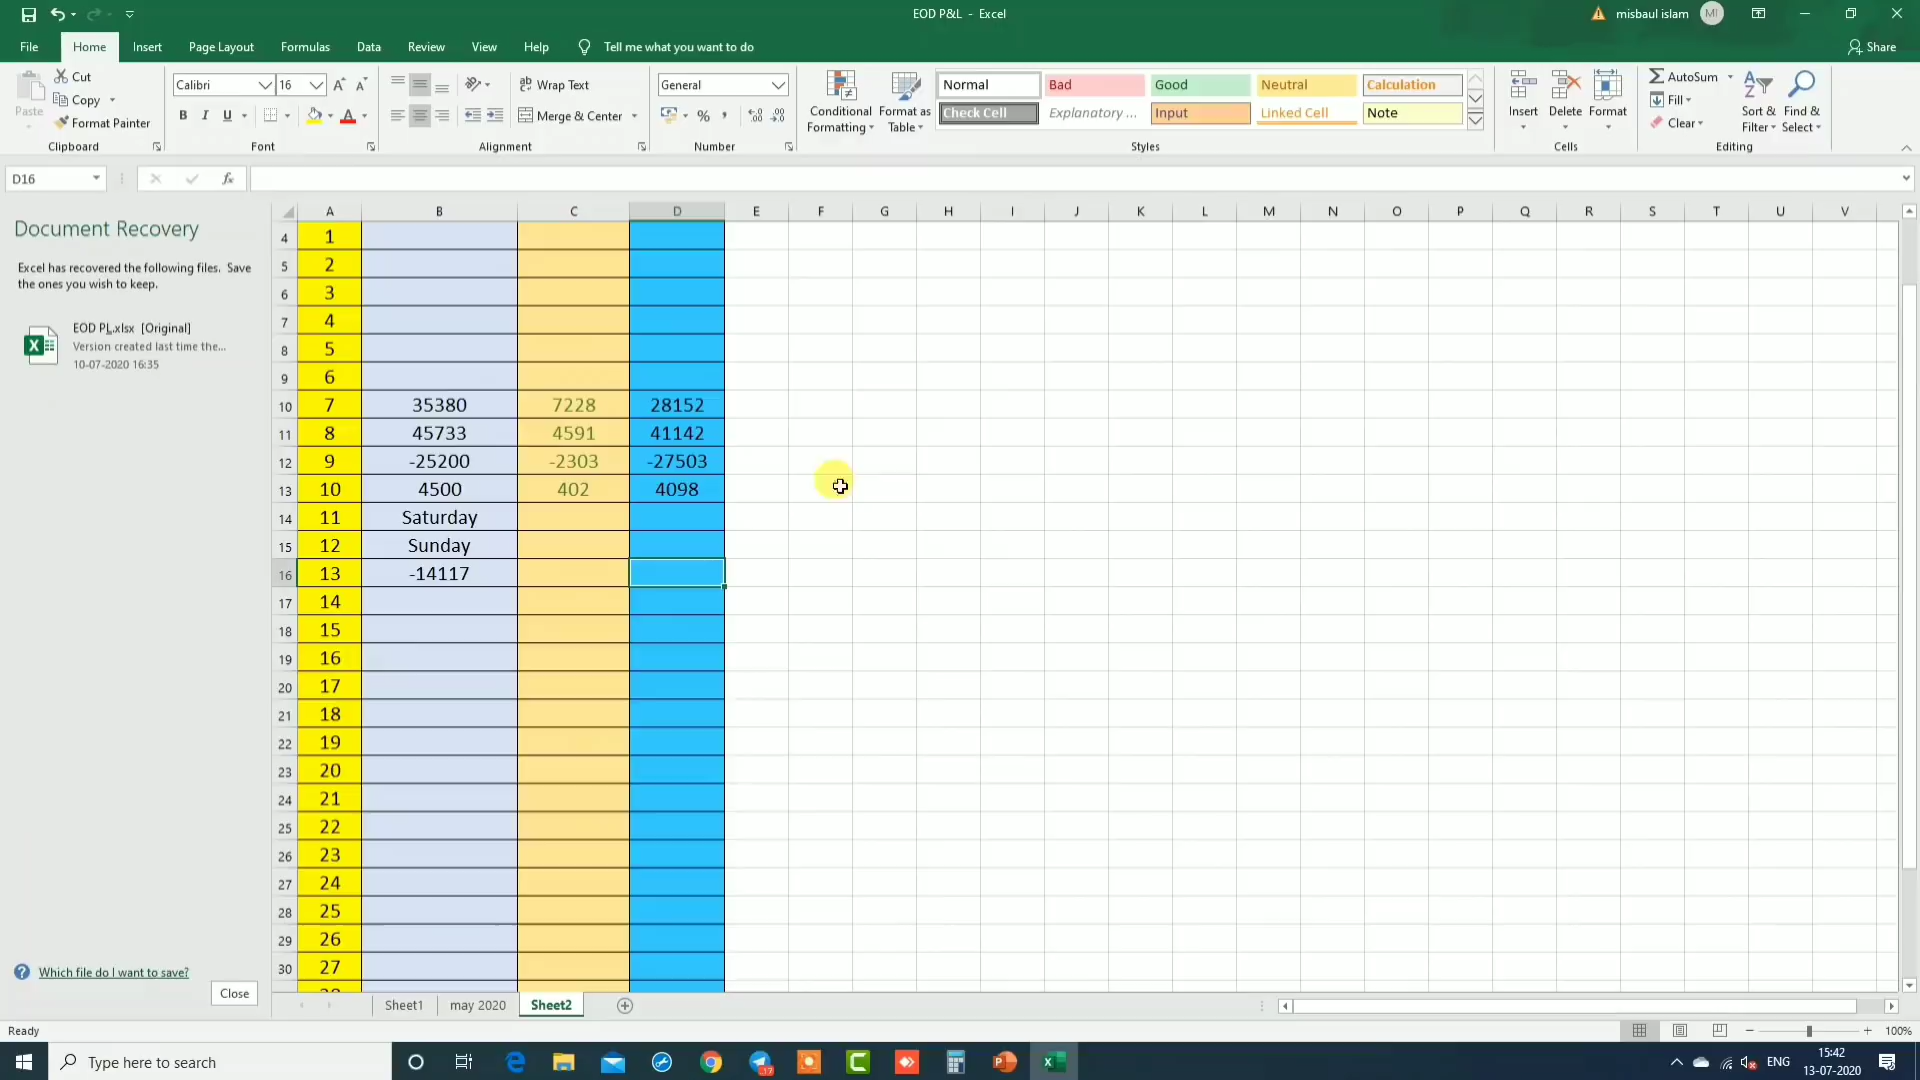 EOD P&L - Excel
misbaul islam MI
File Home Insert Page Layout Formulas Data Review View Help Tell me what you want to do Share
Cut
Copy
Format Painter
Paste
Clipboard
Calibri 16
B I U
Font
Wrap Text
Merge & Center
Alignment
General
%
Number
Conditional Formatting
Format as Table
Normal Bad Good Neutral Calculation
Check Cell Explanatory ... Input Linked Cell Note
Styles
Insert Delete Format
Cells
AutoSum
Fill
Clear
Sort & Filter
Find & Select
Editing
D16 fx
Document Recovery
Excel has recovered the following files. Save
the ones you wish to keep.
EOD PL.xlsx [Original]
Version created last time the...
10-07-2020 16:35
Which file do I want to save?
Close
A B C D E F G H I J K L M N O P Q R S T U V
4 1
5 2
6 3
7 4
8 5
9 6
10 7 35380 7228 28152
11 8 45733 4591 41142
12 9 -25200 -2303 -27503
13 10 4500 402 4098
14 11 Saturday
15 12 Sunday
16 13 -14117
17 14
18 15
19 16
20 17
21 18
22 19
23 20
24 21
25 22
26 23
27 24
28 25
29 26
30 27
Sheet1 may 2020 Sheet2
Ready
100%
Type here to search
17
ENG
15:42
13-07-2020